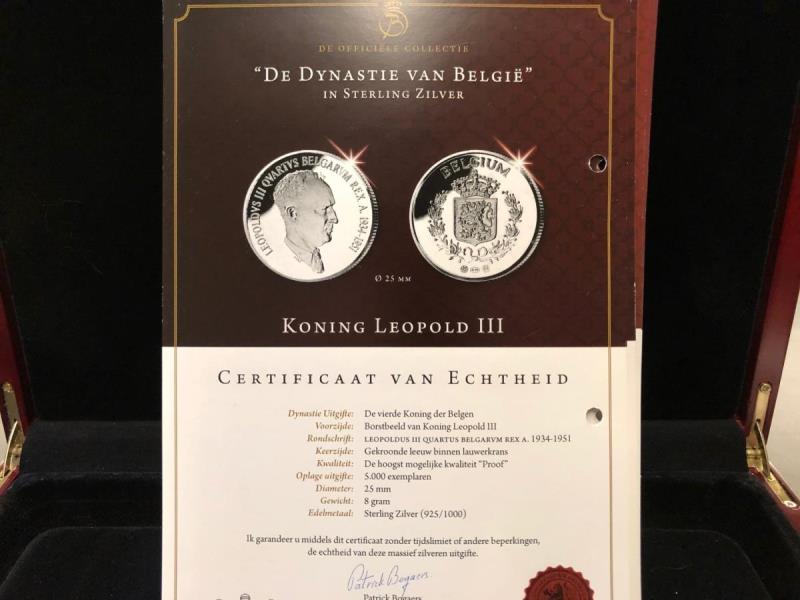 DE OFFICIËLE COLLECTIE
“DE DYNASTIE VAN BELGIË”
IN STERLING ZILVER
LEOPOLDVS III QVARTVS BELGARVM REX A. 1934-1951
BELGIUM
Ø 25 MM
KONING LEOPOLD III
CERTIFICAAT VAN ECHTHEID
Dynastie Uitgifte: De vierde Koning der Belgen
Voorzijde: Borstbeeld van Koning Leopold III
Rondschrift: LEOPOLDUS III QUARTUS BELGARVM REX A. 1934-1951
Keerzijde: Gekroonde leeuw binnen lauwerkrans
Kwaliteit: De hoogst mogelijke kwaliteit “Proof”
Oplage uitgifte: 5.000 exemplaren
Diameter: 25 mm
Gewicht: 8 gram
Edelmetaal: Sterling Zilver (925/1000)
Ik garandeer u middels dit certificaat zonder tijdslimiet of andere beperkingen,
de echtheid van deze massief zilveren uitgifte.
Patrick Bogaers
Patrick Bogaers